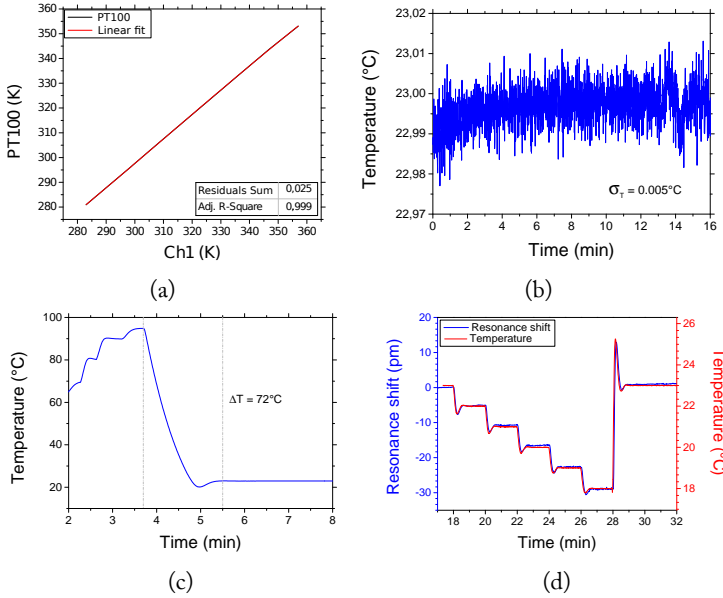 360
350
340
330
320
310
300
290
280
PT100 (K)
PT100
Linear fit
Residuals Sum 0,025
Adj. R-Square 0,999
280 290 300 310 320 330 340 350 360
Ch1 (K)
(a)
23,02
23,01
23,00
22,99
22,98
22,97
Temperature (°C)
σT = 0.005°C
0 2 4 6 8 10 12 14 16
Time (min)
(b)
100
80
60
40
20
Temperature (°C)
ΔT = 72°C
2 3 4 5 6 7 8
Time (min)
(c)
20
10
0
-10
-20
-30
Resonance shift (pm)
Resonance shift
Temperature
26
24
22
20
18
Temperature (°C)
18 20 22 24 26 28 30 32
Time (min)
(d)